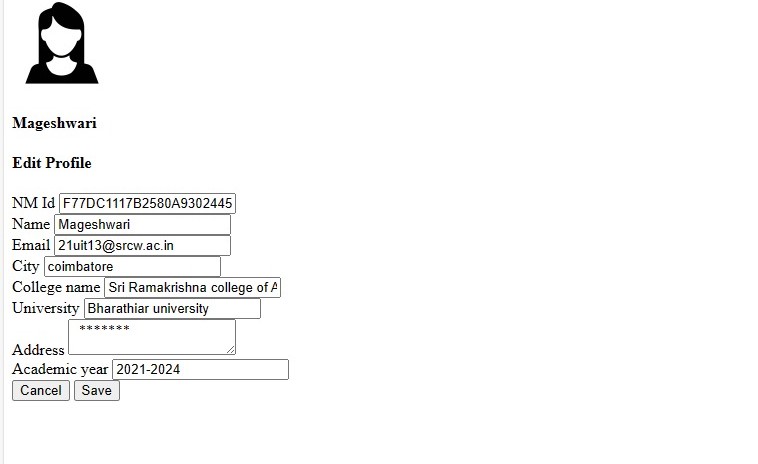 Mageshwari
Edit Profile
NM Id F77DC1117B2580A9302445
Name Mageshwari
Email 21uit13@srcw.ac.in
City coimbatore
College name Sri Ramakrishna college of A
University Bharathiar university
Address *******
Academic year 2021-2024
Cancel Save